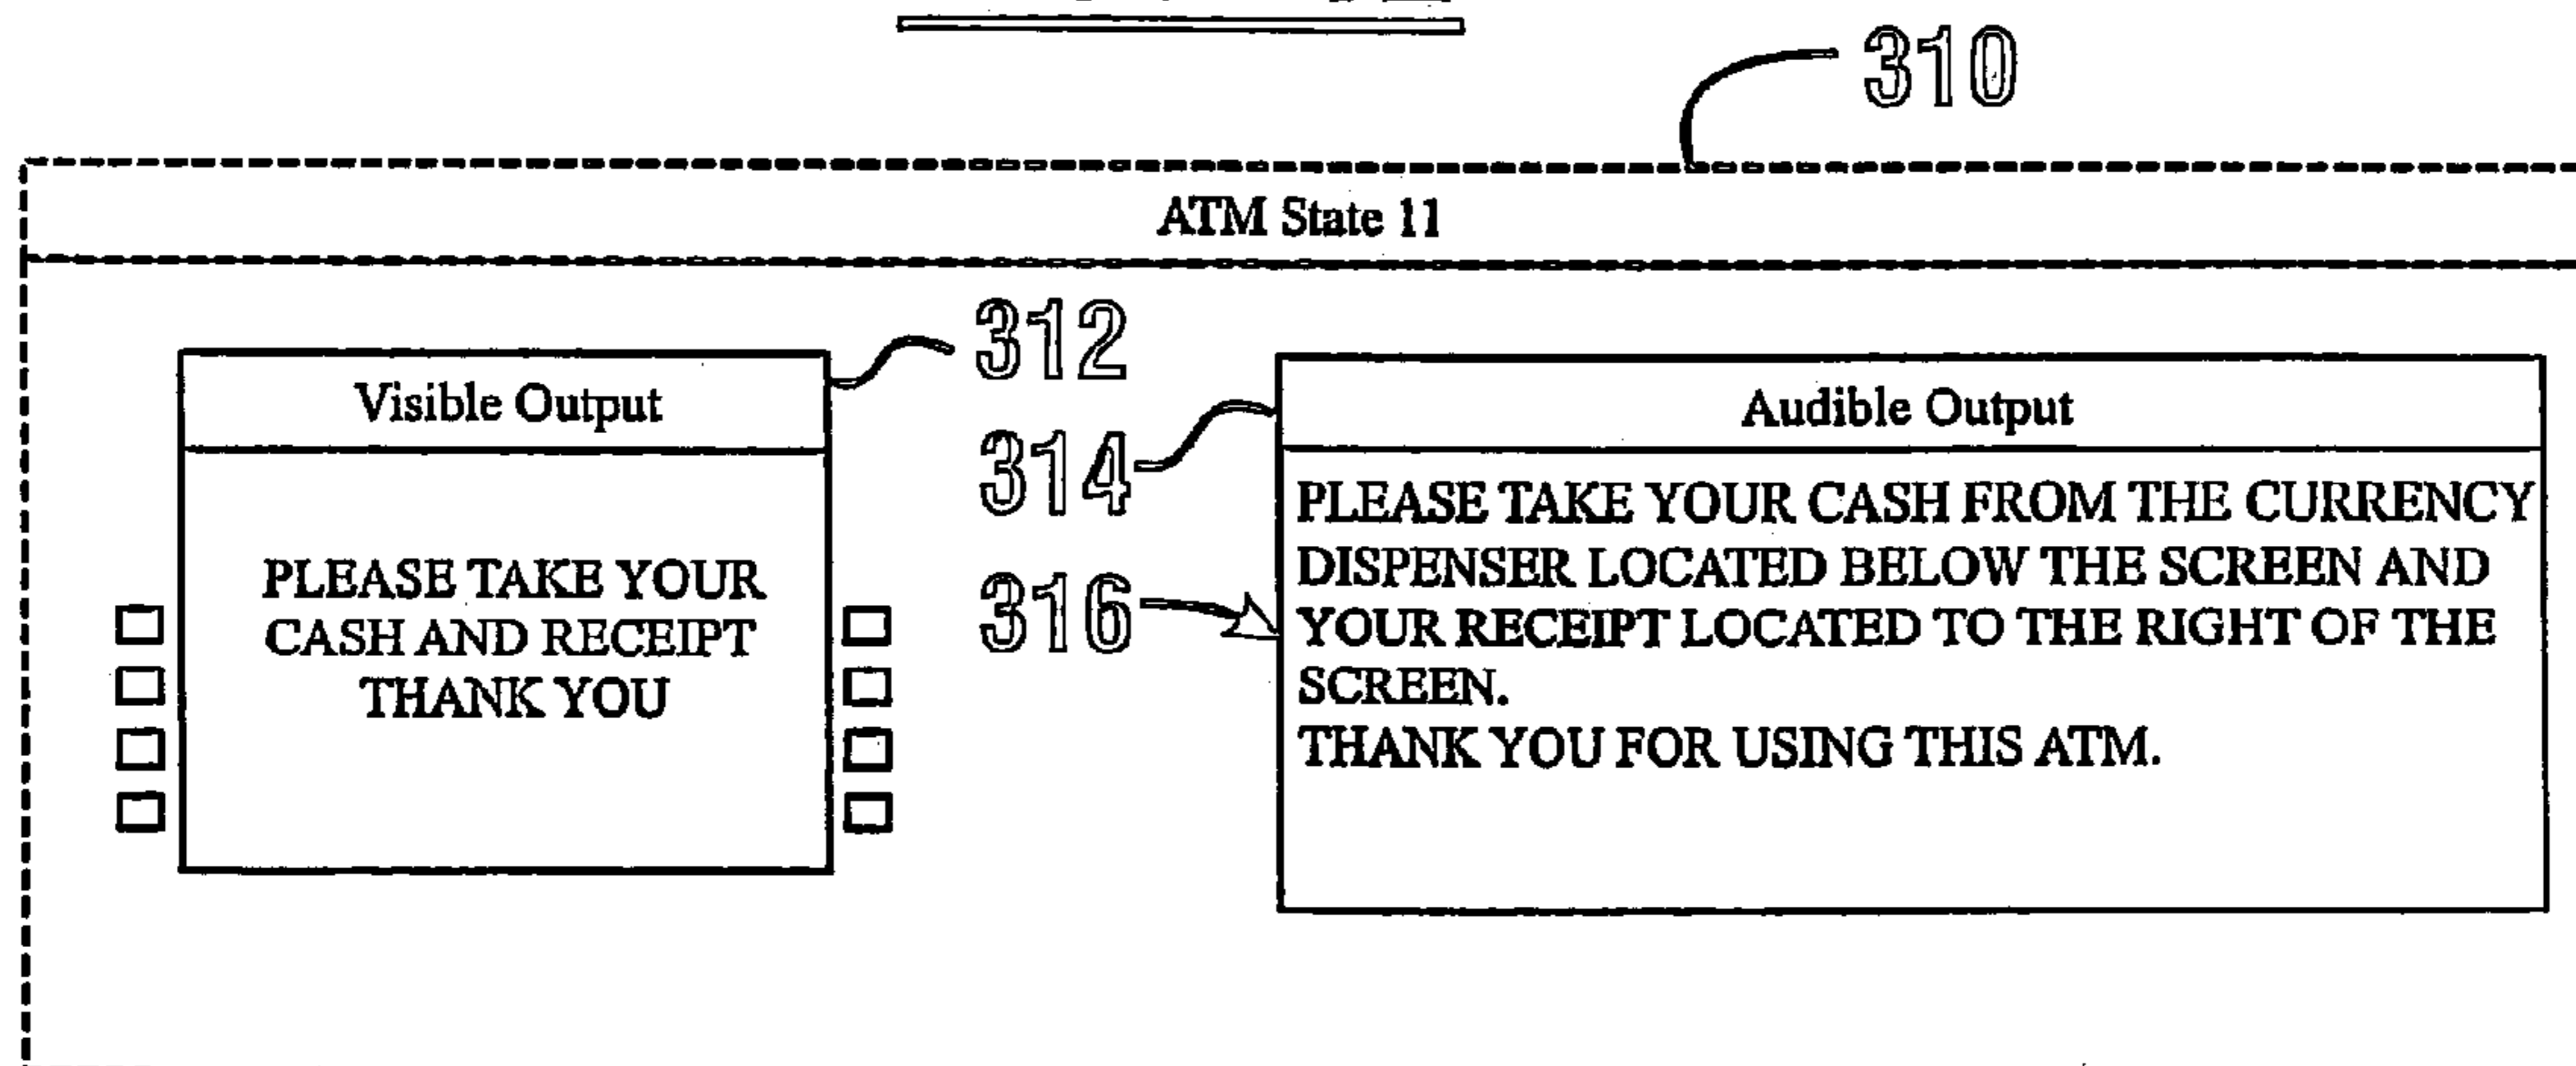 310
ATM State 11
312
Visible Output
PLEASE TAKE YOUR
CASH AND RECEIPT
THANK YOU
314
Audible Output
316
PLEASE TAKE YOUR CASH FROM THE CURRENCY
DISPENSER LOCATED BELOW THE SCREEN AND
YOUR RECEIPT LOCATED TO THE RIGHT OF THE
SCREEN.
THANK YOU FOR USING THIS ATM.